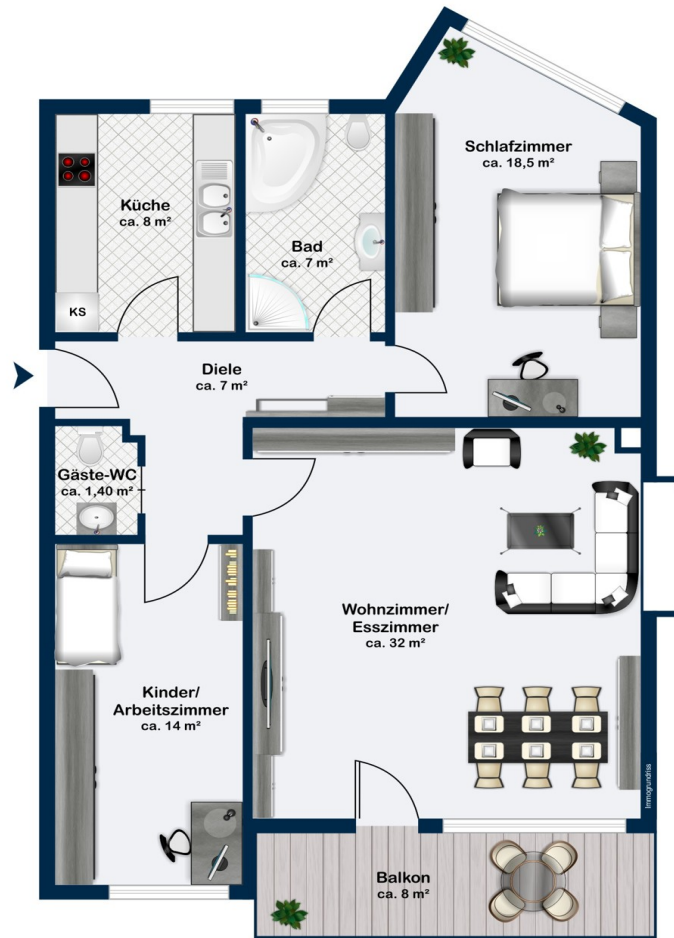 Schlafzimmer
ca. 18,5 m²
Küche
ca. 8 m²
Bad
ca. 7 m²
KS
Diele
ca. 7 m²
Gäste-WC
ca. 1,40 m²
Wohnzimmer/
Esszimmer
ca. 32 m²
Kinder/
Arbeitszimmer
ca. 14 m²
Immogrundriss
Balkon
ca. 8 m²